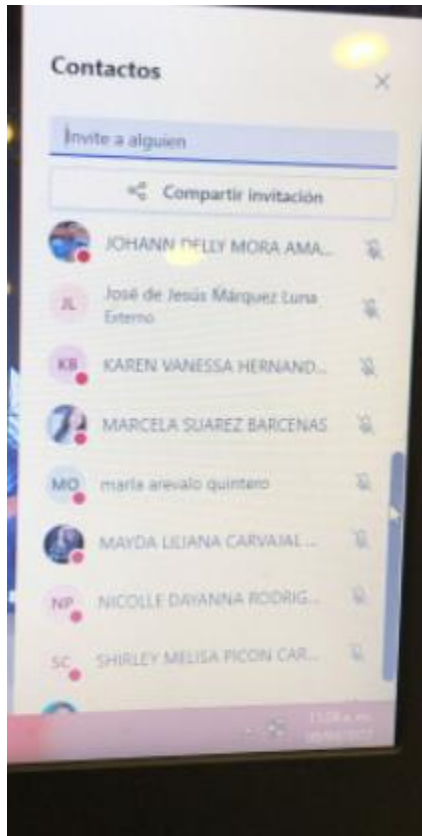 Contactos
Invite a alguien
Compartir invitación
JOHANN DELLY MORA AMA...
JL José de Jesús Márquez Luna
Externo
KB KAREN VANESSA HERNAND...
MARCELA SUAREZ BARCENAS
MO maria arevalo quintero
MAYDA LILIANA CARVAJAL ...
NP NICOLLE DAYANNA RODRIG...
SC SHIRLEY MELISA PICON CAR...